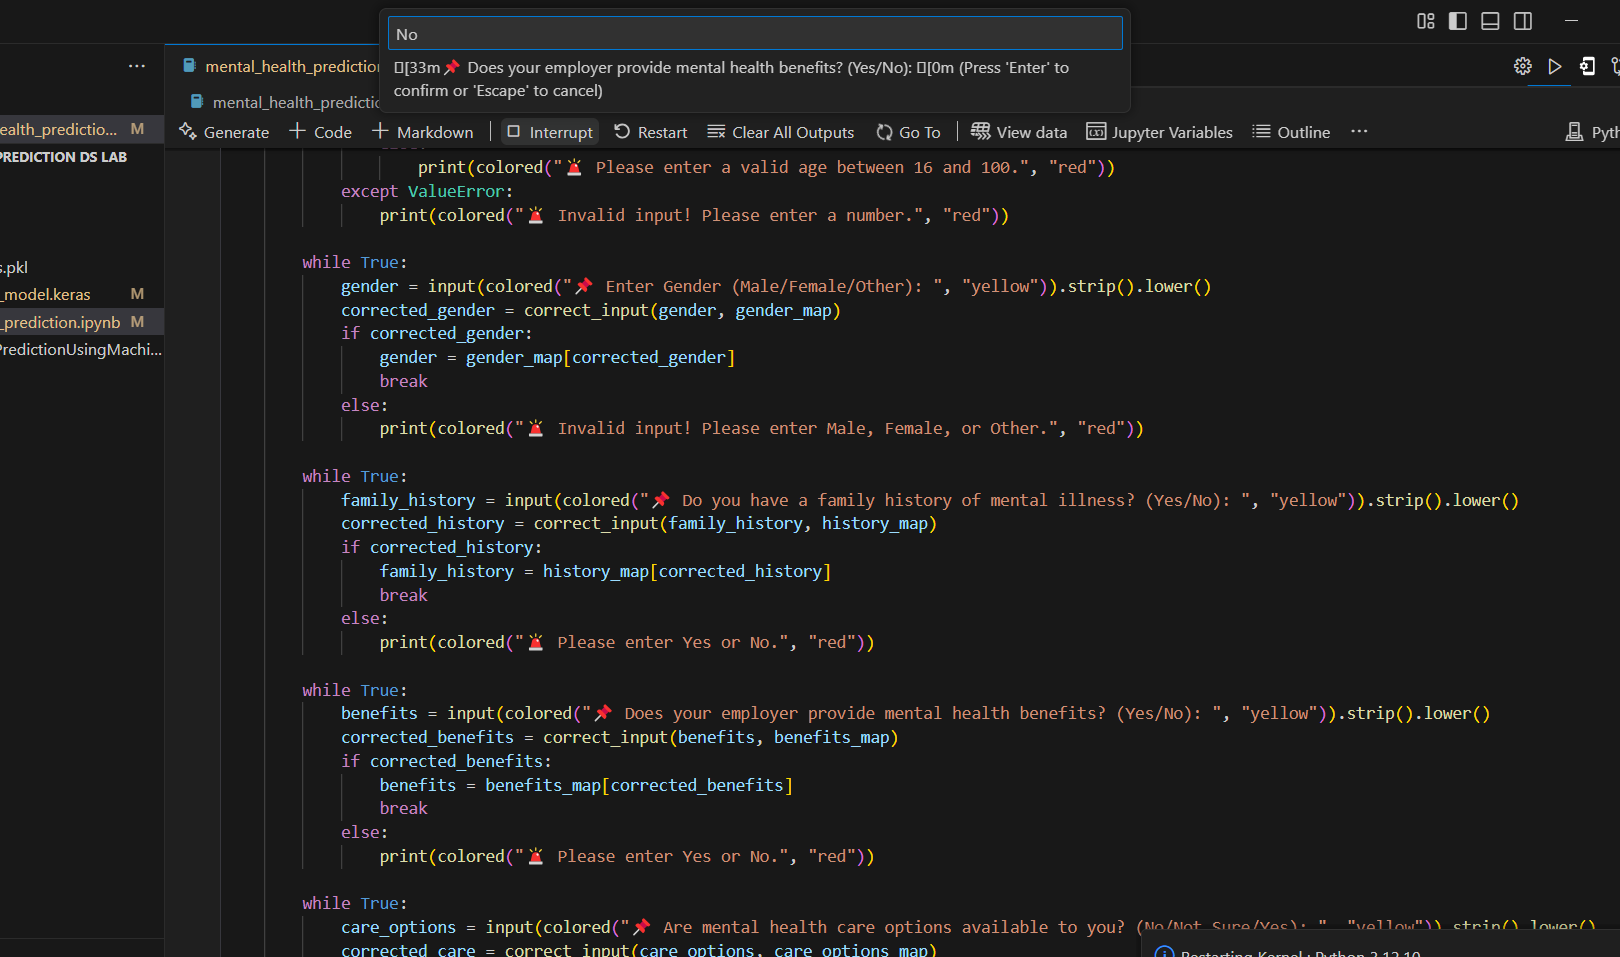 No
[33m📌 Does your employer provide mental health benefits? (Yes/No): [0m (Press 'Enter' to
confirm or 'Escape' to cancel)
mental_health_prediction
mental_health_predictic
Generate + Code + Markdown | Interrupt Restart Clear All Outputs Go To | View data Jupyter Variables Outline ··· Pyth
ealth_predictio... M
PREDICTION DS LAB
s.pkl
_model.keras M
_prediction.ipynb M
PredictionUsingMachi...
print(colored("🚨 Please enter a valid age between 16 and 100.", "red"))
except ValueError:
print(colored("🚨 Invalid input! Please enter a number.", "red"))
while True:
gender = input(colored("📌 Enter Gender (Male/Female/Other): ", "yellow")).strip().lower()
corrected_gender = correct_input(gender, gender_map)
if corrected_gender:
gender = gender_map[corrected_gender]
break
else:
print(colored("🚨 Invalid input! Please enter Male, Female, or Other.", "red"))
while True:
family_history = input(colored("📌 Do you have a family history of mental illness? (Yes/No): ", "yellow")).strip().lower()
corrected_history = correct_input(family_history, history_map)
if corrected_history:
family_history = history_map[corrected_history]
break
else:
print(colored("🚨 Please enter Yes or No.", "red"))
while True:
benefits = input(colored("📌 Does your employer provide mental health benefits? (Yes/No): ", "yellow")).strip().lower()
corrected_benefits = correct_input(benefits, benefits_map)
if corrected_benefits:
benefits = benefits_map[corrected_benefits]
break
else:
print(colored("🚨 Please enter Yes or No.", "red"))
while True:
care_options = input(colored("📌 Are mental health care options available to you? (No/Not Sure/Yes): ", "yellow")).strip().lower()
corrected_care = correct_input(care_options, care_options_map)
Restarting Kernel: Python 3.12.10